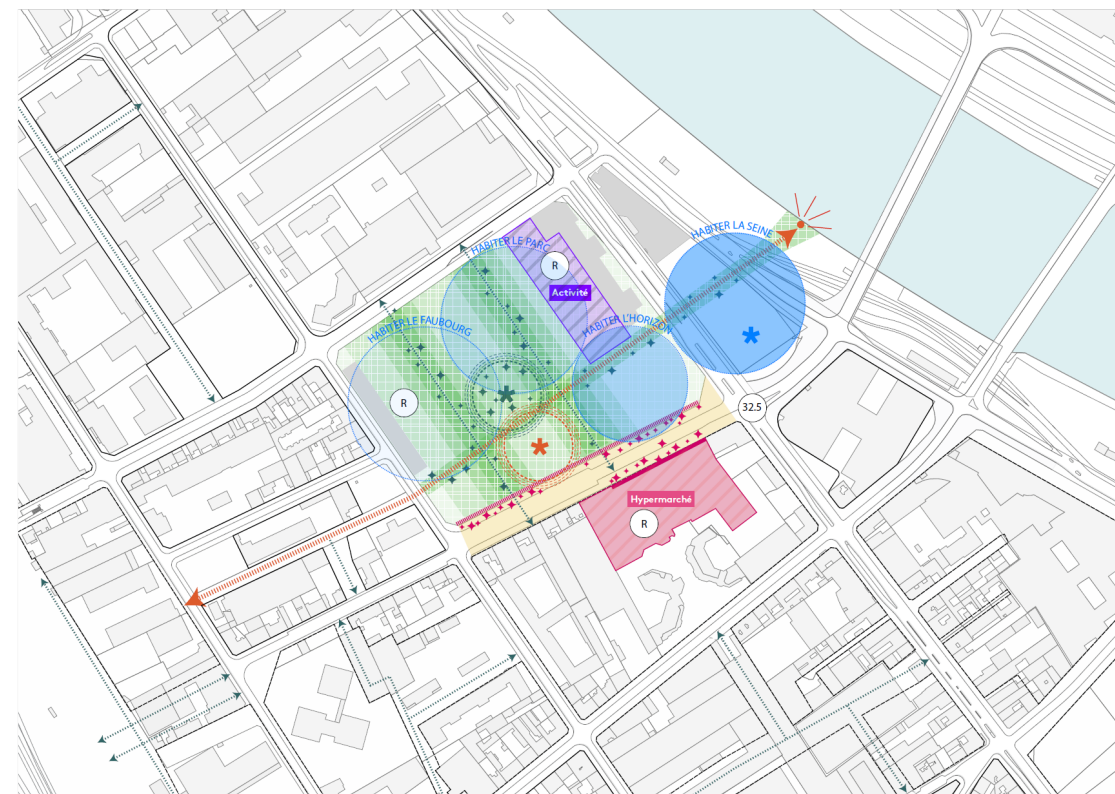 HABITER LA SEINE
HABITER LE PARC
R
Activité
HABITER LE FAUBOURG
HABITER L'HORIZON
R
32.5
Hypermarché
R